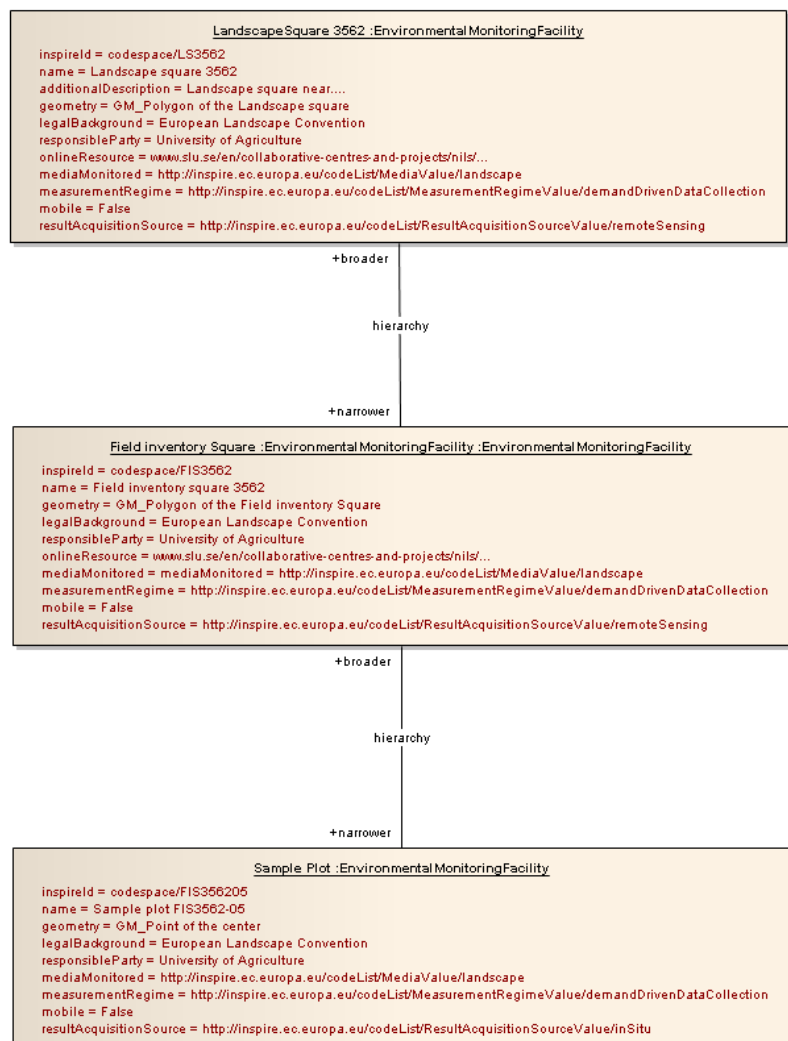 LandscapeSquare 3562 :EnvironmentalMonitoringFacility
inspireId = codespace/LS3562
name = Landscape square 3562
additionalDescription = Landscape square near....
geometry = GM_Polygon of the Landscape square
legalBackground = European Landscape Convention
responsibleParty = University of Agriculture
onlineResource = www.slu.se/en/collaborative-centres-and-projects/nils/...
mediaMonitored = http://inspire.ec.europa.eu/codeList/MediaValue/landscape
measurementRegime = http://inspire.ec.europa.eu/codeList/MeasurementRegimeValue/demandDrivenDataCollection
mobile = False
resultAcquisitionSource = http://inspire.ec.europa.eu/codeList/ResultAcquisitionSourceValue/remoteSensing
+broader
hierarchy
+narrower
Field inventory Square :EnvironmentalMonitoringFacility :EnvironmentalMonitoringFacility
inspireId = codespace/FIS3562
name = Field inventory square 3562
geometry = GM_Polygon of the Field inventory Square
legalBackground = European Landscape Convention
responsibleParty = University of Agriculture
onlineResource = www.slu.se/en/collaborative-centres-and-projects/nils/...
mediaMonitored = mediaMonitored = http://inspire.ec.europa.eu/codeList/MediaValue/landscape
measurementRegime = http://inspire.ec.europa.eu/codeList/MeasurementRegimeValue/demandDrivenDataCollection
mobile = False
resultAcquisitionSource = http://inspire.ec.europa.eu/codeList/ResultAcquisitionSourceValue/remoteSensing
+broader
hierarchy
+narrower
Sample Plot :EnvironmentalMonitoringFacility
inspireId = codespace/FIS356205
name = Sample plot FIS3562-05
geometry = GM_Point of the center
legalBackground = European Landscape Convention
responsibleParty = University of Agriculture
mediaMonitored = http://inspire.ec.europa.eu/codeList/MediaValue/landscape
measurementRegime = http://inspire.ec.europa.eu/codeList/MeasurementRegimeValue/demandDrivenDataCollection
mobile = False
resultAcquisitionSource = http://inspire.ec.europa.eu/codeList/ResultAcquisitionSourceValue/inSitu